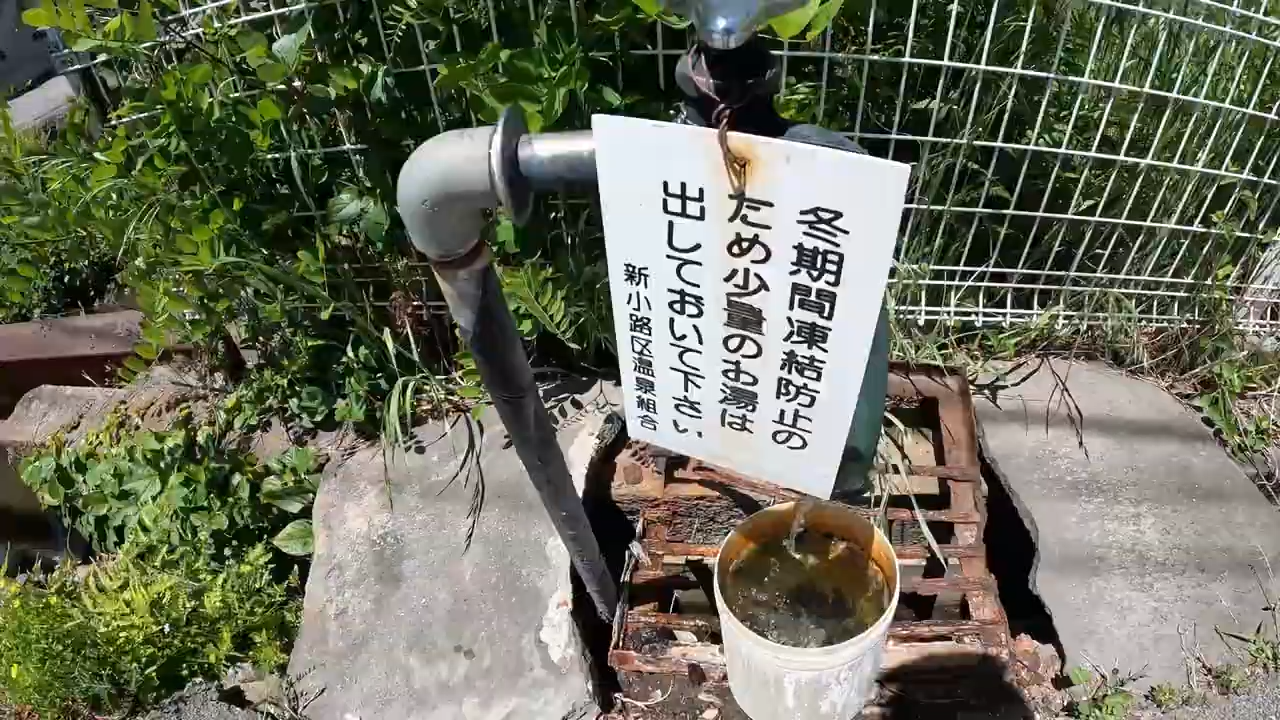 冬期間凍結防止の
ため少量のお湯は
出しておいて下さい
新小路区温泉組合